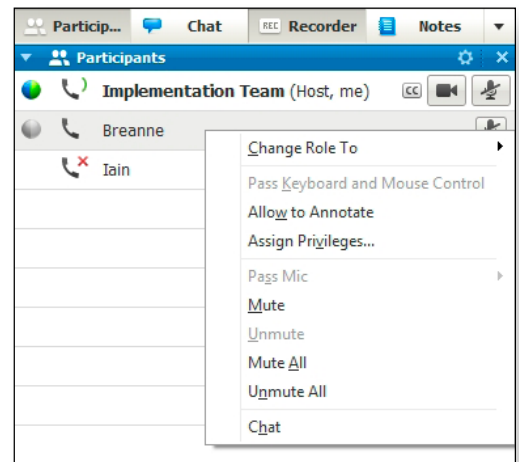 Particip... Chat REC Recorder Notes
Participants
Implementation Team (Host, me) CC
Breanne
Iain
Change Role To
Pass Keyboard and Mouse Control
Allow to Annotate
Assign Privileges...
Pass Mic
Mute
Unmute
Mute All
Unmute All
Chat